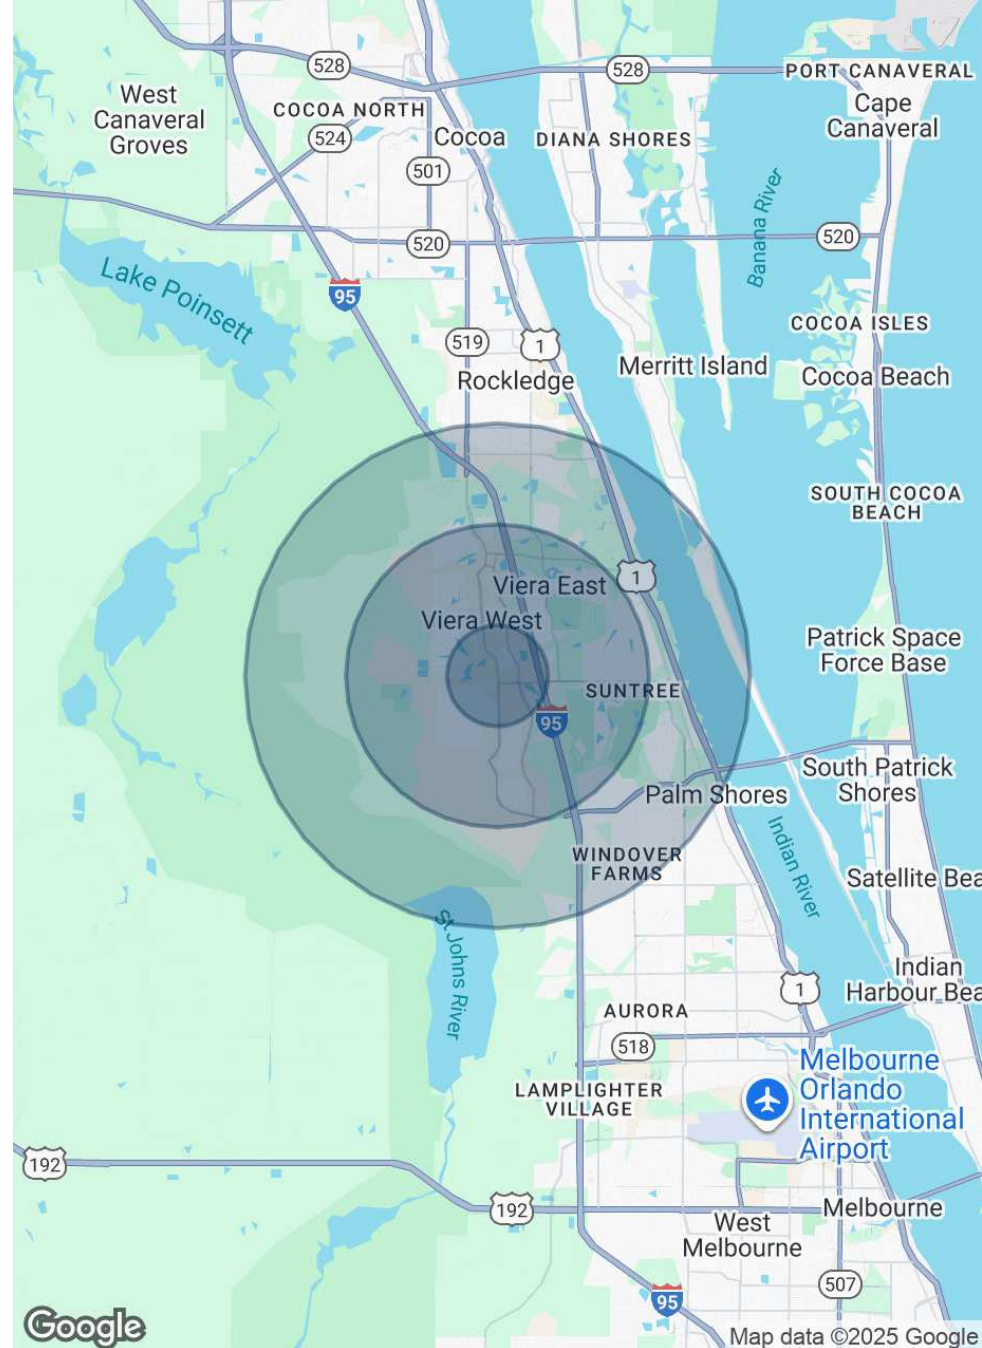 528
528
PORT CANAVERAL
West
Canaveral
Groves
COCOA NORTH
Cape
Canaveral
524
Cocoa
DIANA SHORES
501
Banana River
520
520
Lake Poinsett
95
COCOA ISLES
519
1
Merritt Island
Rockledge
Cocoa Beach
SOUTH COCOA
BEACH
Viera East
1
Viera West
Patrick Space
Force Base
SUNTREE
95
South Patrick
Shores
Palm Shores
Indian River
WINDOVER
FARMS
Satellite Bea
St Johns River
Indian
Harbour Bea
1
AURORA
518
Melbourne
Orlando
International
Airport
LAMPLIGHTER
VILLAGE
192
192
Melbourne
West
Melbourne
507
95
Google
Map data ©2025 Google